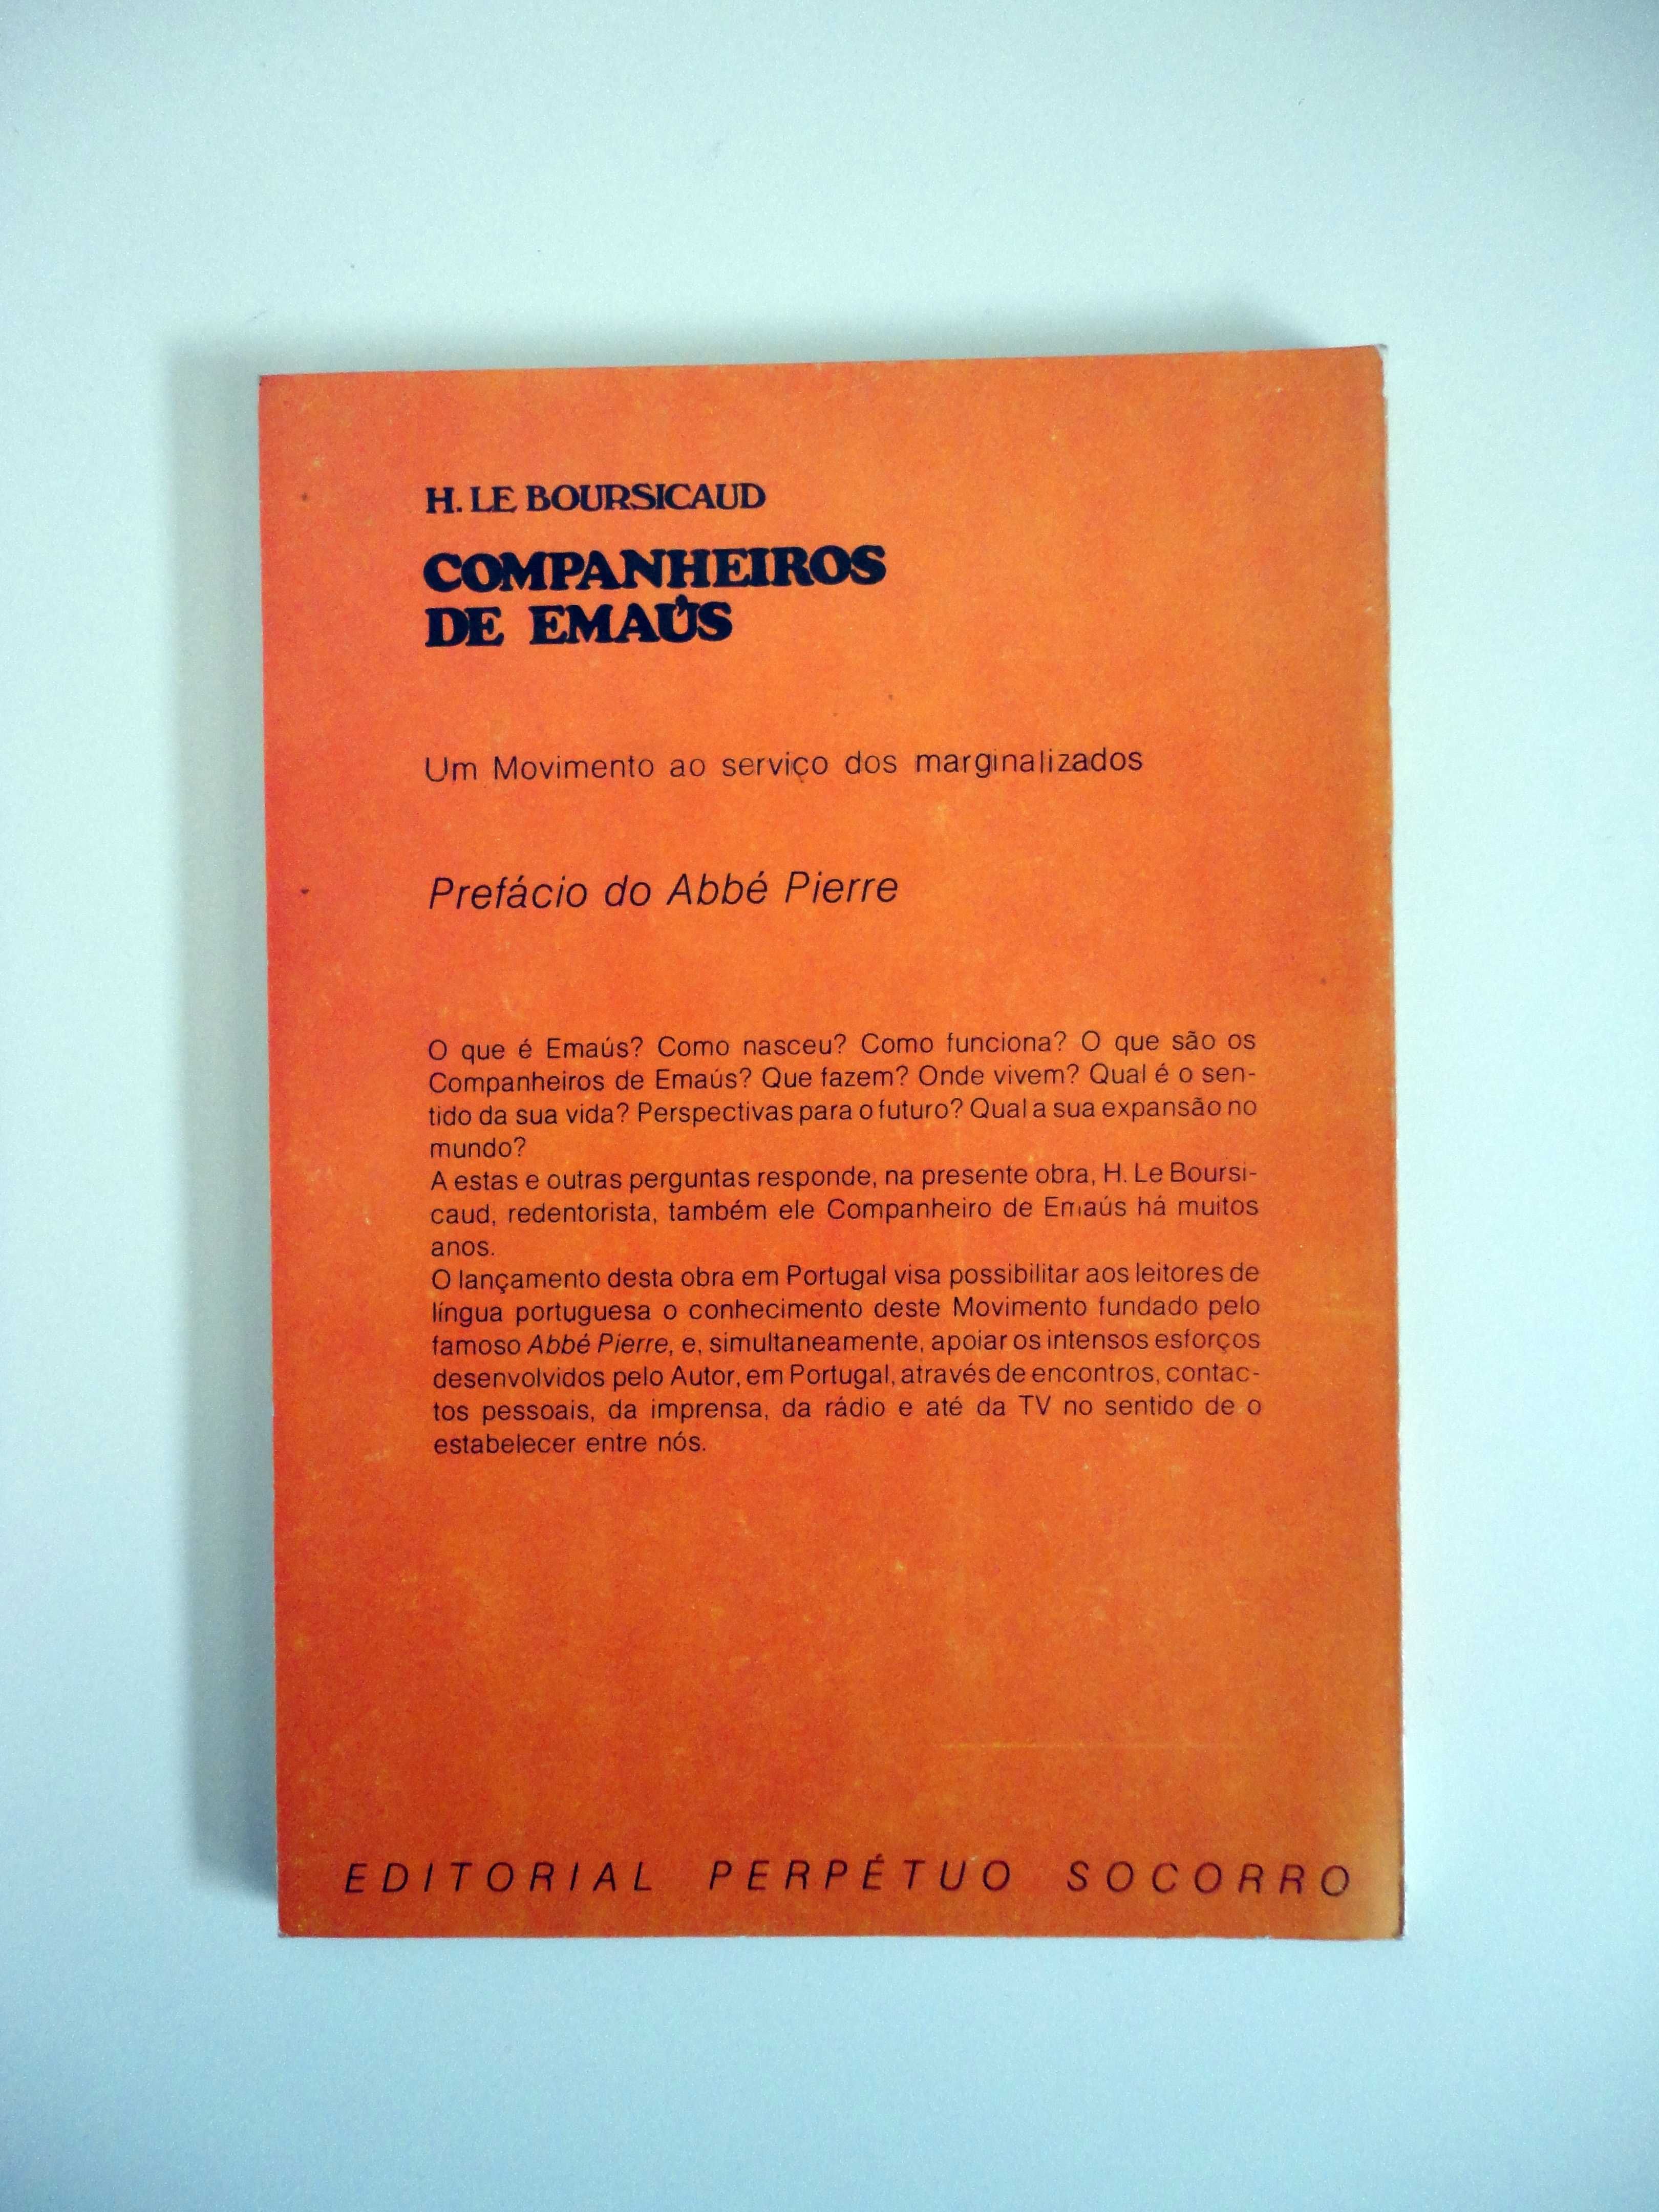 H. LE BOURSICAUD
COMPANHEIROS
DE EMAÚS
Um Movimento ao serviço dos marginalizados
Prefácio do Abbé Pierre
O que é Emaús? Como nasceu? Como funciona? O que são os
Companheiros de Emaús? Que fazem? Onde vivem? Qual é o sen-
tido da sua vida? Perspectivas para o futuro? Qual a sua expansão no
mundo?
A estas e outras perguntas responde, na presente obra, H. Le Boursi-
caud, redentorista, também ele Companheiro de Emaús há muitos
anos.
O lançamento desta obra em Portugal visa possibilitar aos leitores de
língua portuguesa o conhecimento deste Movimento fundado pelo
famoso Abbé Pierre, e, simultaneamente, apoiar os intensos esforços
desenvolvidos pelo Autor, em Portugal, através de encontros, contac-
tos pessoais, da imprensa, da rádio e até da TV no sentido de o
estabelecer entre nós.
EDITORIAL PERPÉTUO SOCORRO